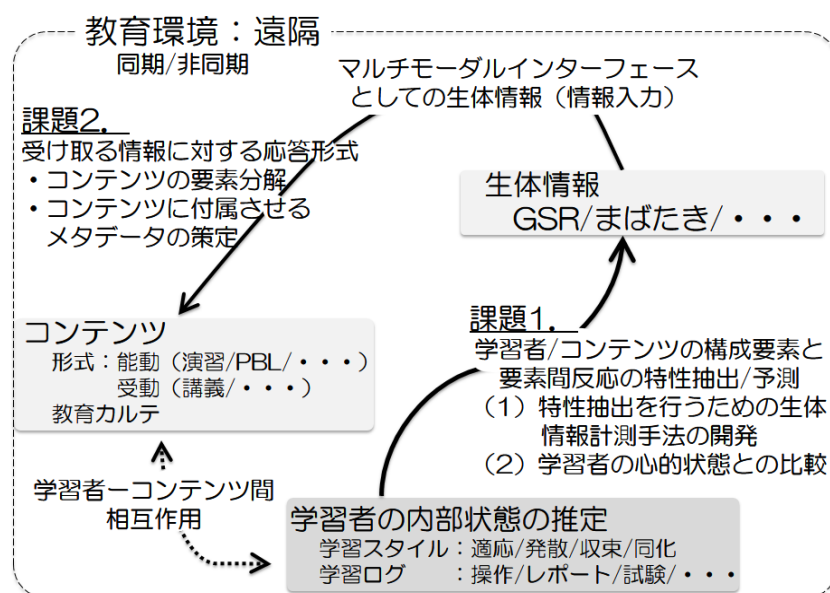 教育環境：遠隔
同期/非同期
マルチモーダルインターフェース
としての生体情報（情報入力）
課題2．
受け取る情報に対する応答形式
・コンテンツの要素分解
・コンテンツに付属させる
メタデータの策定
生体情報
GSR/まばたき/・・・
課題1．
学習者/コンテンツの構成要素と
要素間反応の特性抽出/予測
（1）特性抽出を行うための生体
情報計測手法の開発
（2）学習者の心的状態との比較
コンテンツ
形式：能動（演習/PBL/・・・）
受動（講義/・・・）
教育カルテ
学習者ーコンテンツ間
相互作用
学習者の内部状態の推定
学習スタイル：適応/発散/収束/同化
学習ログ　　：操作/レポート/試験/・・・